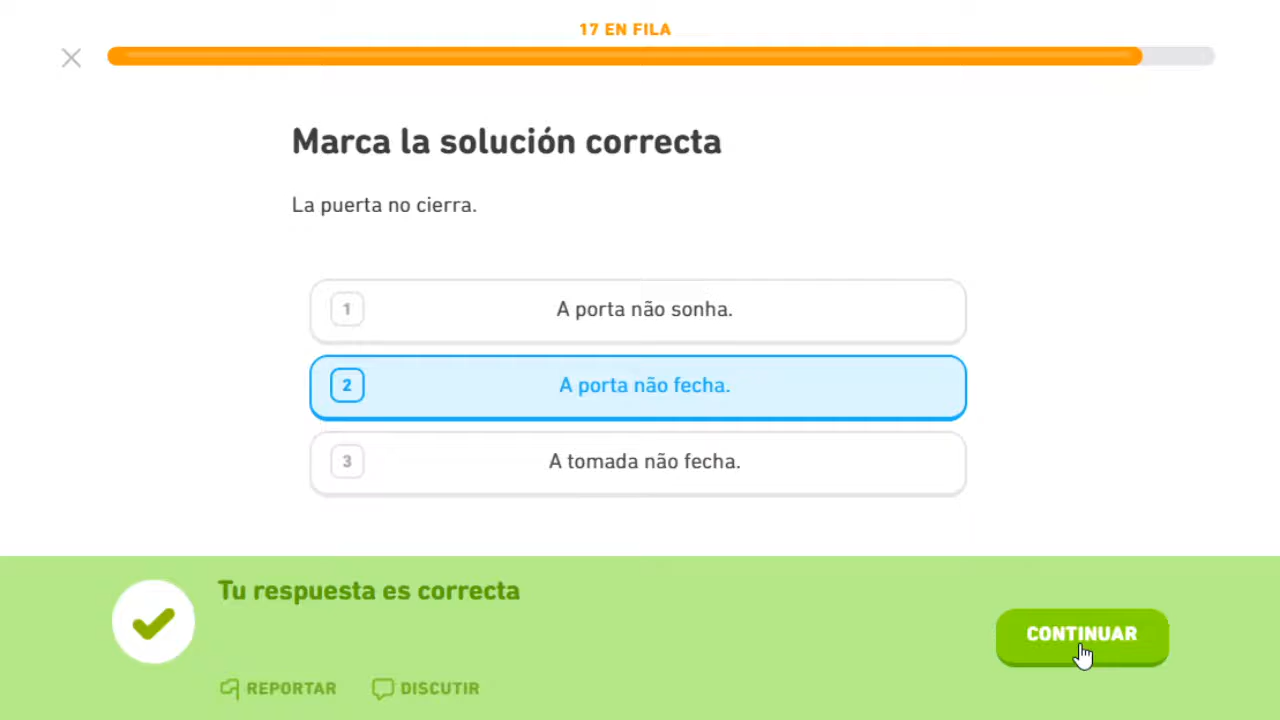 17 EN FILA
Marca la solución correcta
La puerta no cierra.
1 A porta não sonha.
2 A porta não fecha.
3 A tomada não fecha.
Tu respuesta es correcta
CONTINUAR
REPORTAR DISCUTIR